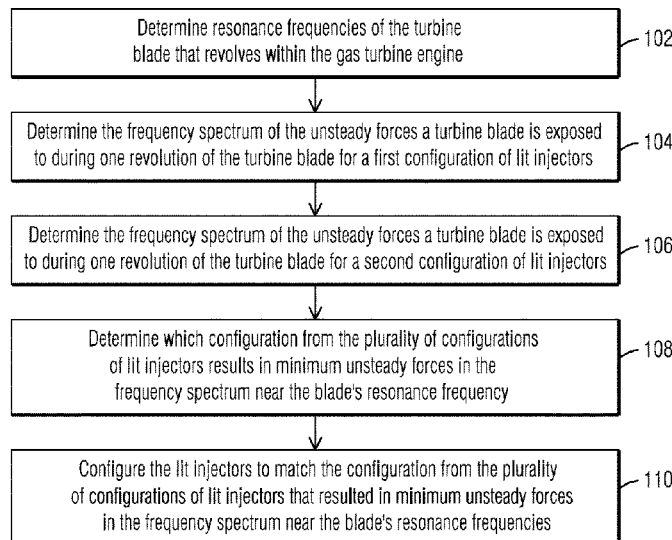 Determine resonance frequencies of the turbine
blade that revolves within the gas turbine engine
102
Determine the frequency spectrum of the unsteady forces a turbine blade is exposed
to during one revolution of the turbine blade for a first configuration of lit injectors
104
Determine the frequency spectrum of the unsteady forces a turbine blade is exposed
to during one revolution of the turbine blade for a second configuration of lit injectors
106
Determine which configuration from the plurality of configurations
of lit injectors results in minimum unsteady forces in the
frequency spectrum near the blade's resonance frequency
108
Configure the lit injectors to match the configuration from the plurality
of configurations of lit injectors that resulted in minimum unsteady forces
in the frequency spectrum near the blade's resonance frequencies
110